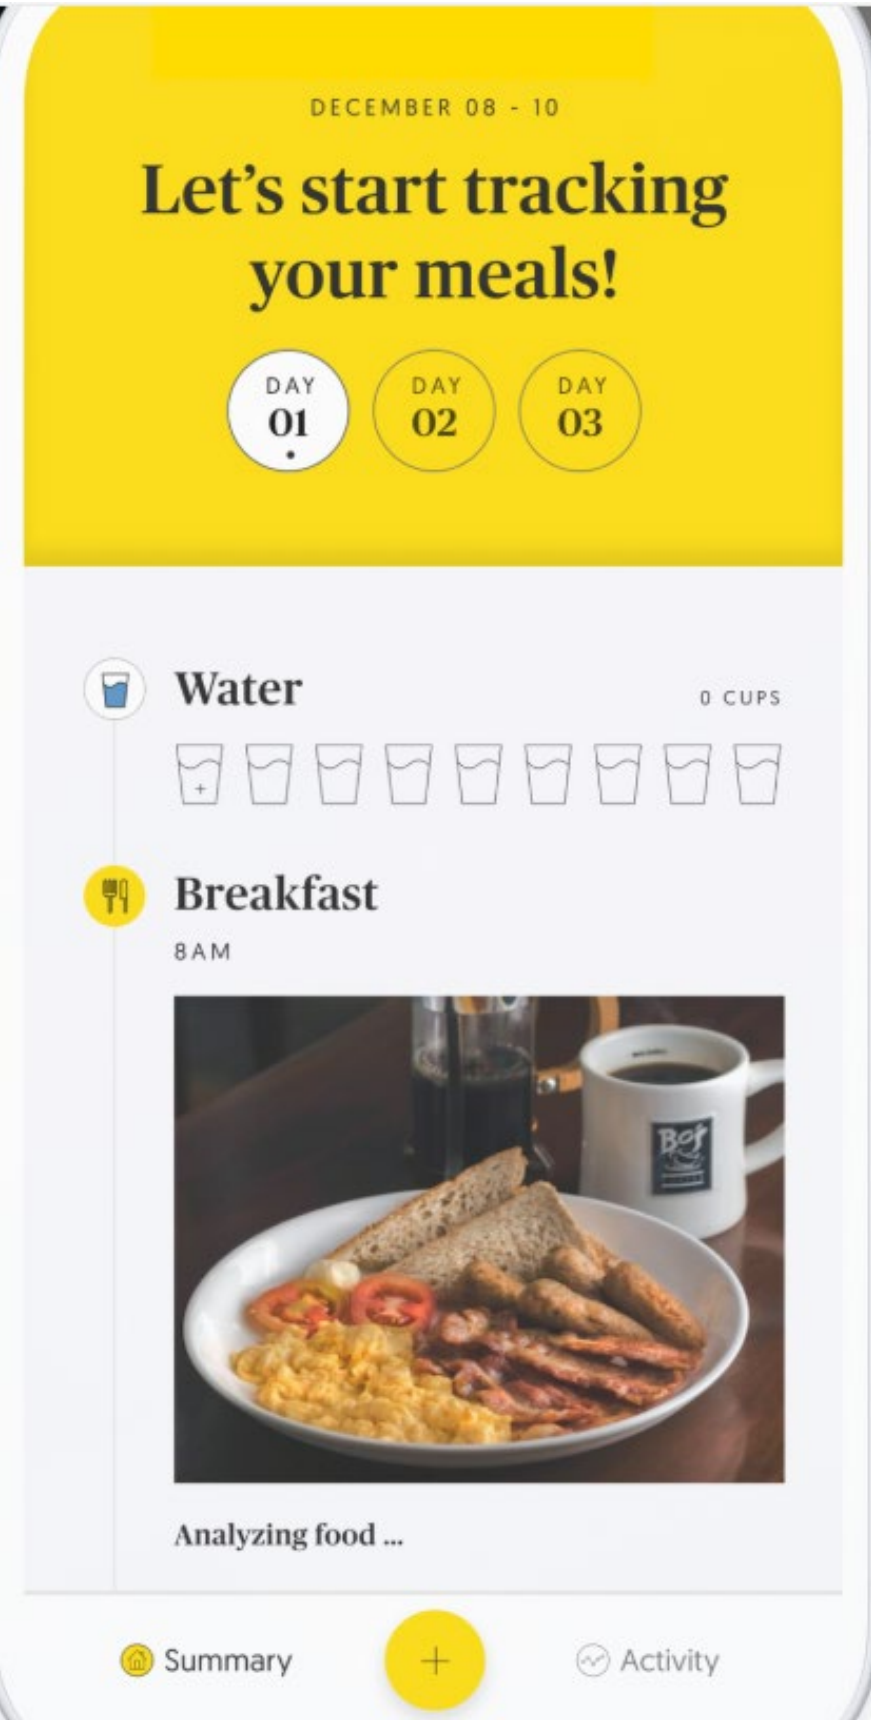 DECEMBER 08 - 10
Let's start tracking
your meals!
DAY
01
DAY
02
DAY
03
Water
0 CUPS
+
Breakfast
8AM
Analyzing food ...
Summary
+
Activity